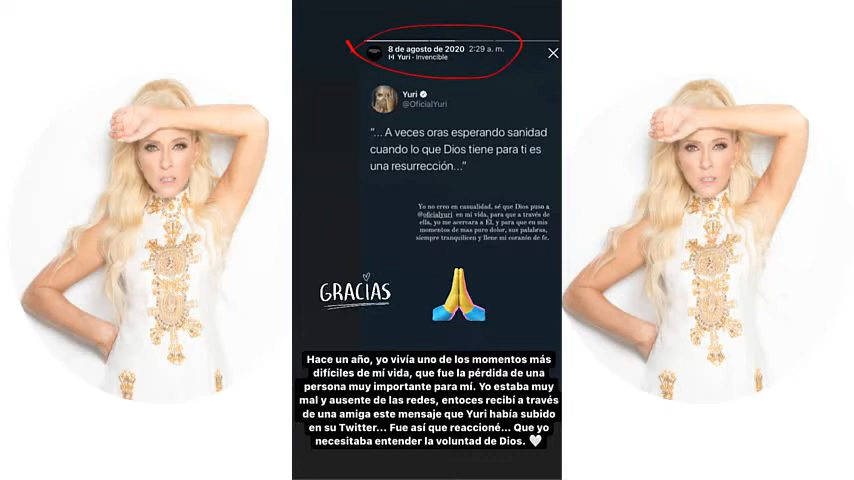 8 de agosto de 2020 2:29 a. m.
Yuri · Invencible
Yuri
@OficialYuri
"... A veces oras esperando sanidad
cuando lo que Dios tiene para ti es
una resurrección..."
Yo no creo en casualidad, sé que Dios puso a
@oficialyuri en mi vida, para que a través de
ella, yo me acercara a Él, y para que en mis
momentos de mas puro dolor, sus palabras,
siempre tranquilicen y llene mi corazón de fe.
GRACIAS
Hace un año, yo vivía uno de los momentos más
difíciles de mí vida, que fue la pérdida de una
persona muy importante para mí. Yo estaba muy
mal y ausente de las redes, entoces recibí a través
de una amiga este mensaje que Yuri había subido
en su Twitter... Fue así que reaccioné... Que yo
necesitaba entender la voluntad de Dios. 🤍